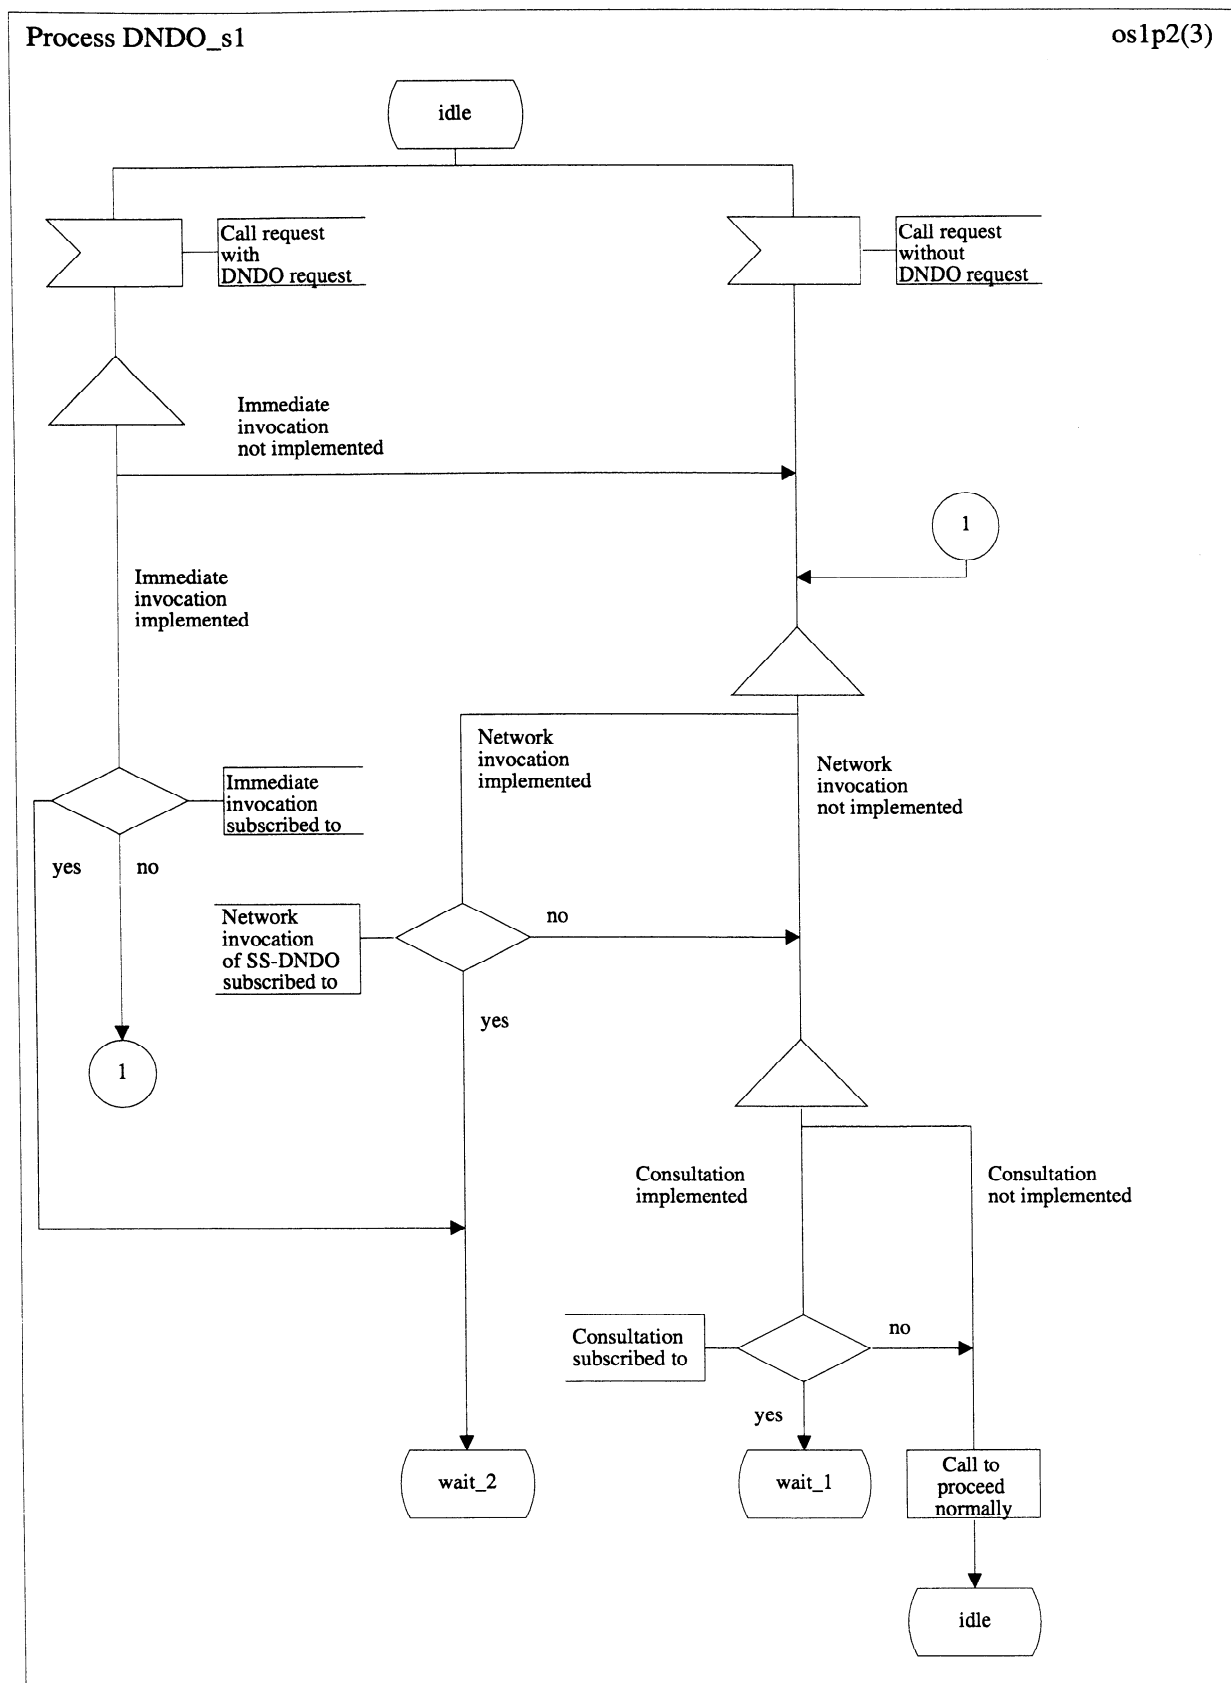 Process DNDO_s1
os1p2(3)
idle
Call request
with
DNDO request
Call request
without
DNDO request
Immediate
invocation
not implemented
1
Immediate
invocation
implemented
Network
invocation
implemented
Network
invocation
not implemented
Immediate
invocation
subscribed to
yes
no
Network
invocation
of SS-DNDO
subscribed to
no
yes
1
Consultation
implemented
Consultation
not implemented
Consultation
subscribed to
no
yes
wait_2
wait_1
Call to
proceed
normally
idle